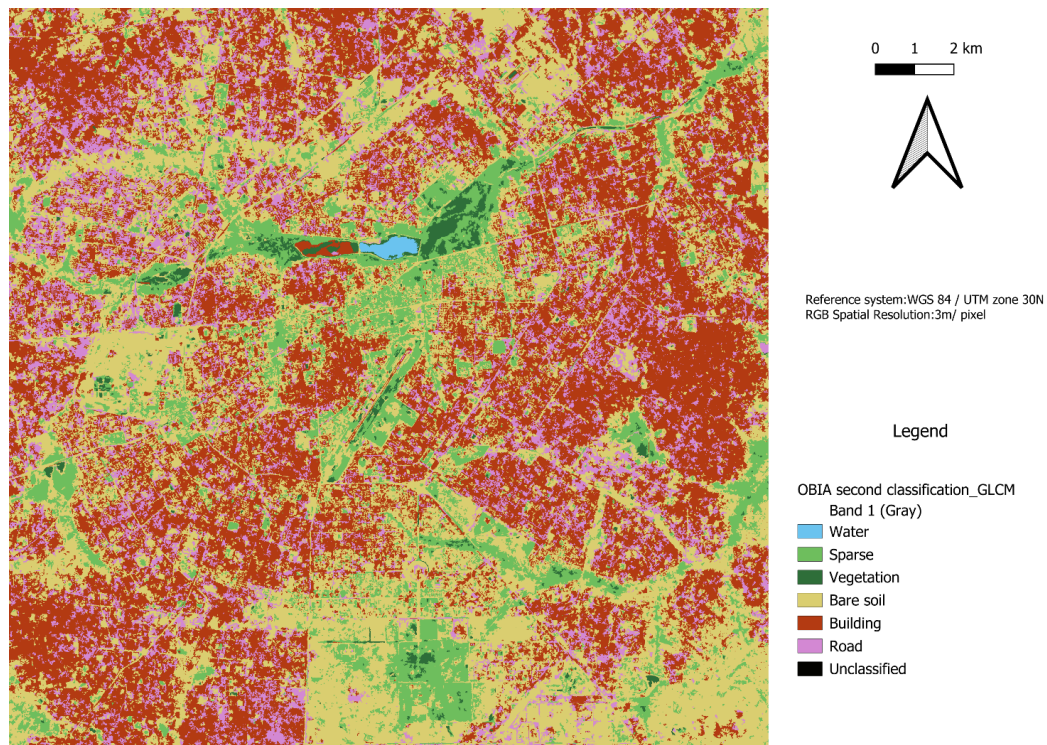 0 1 2 km
Reference system:WGS 84 / UTM zone 30N
RGB Spatial Resolution:3m/ pixel
Legend
OBIA second classification_GLCM
Band 1 (Gray)
Water
Sparse
Vegetation
Bare soil
Building
Road
Unclassified